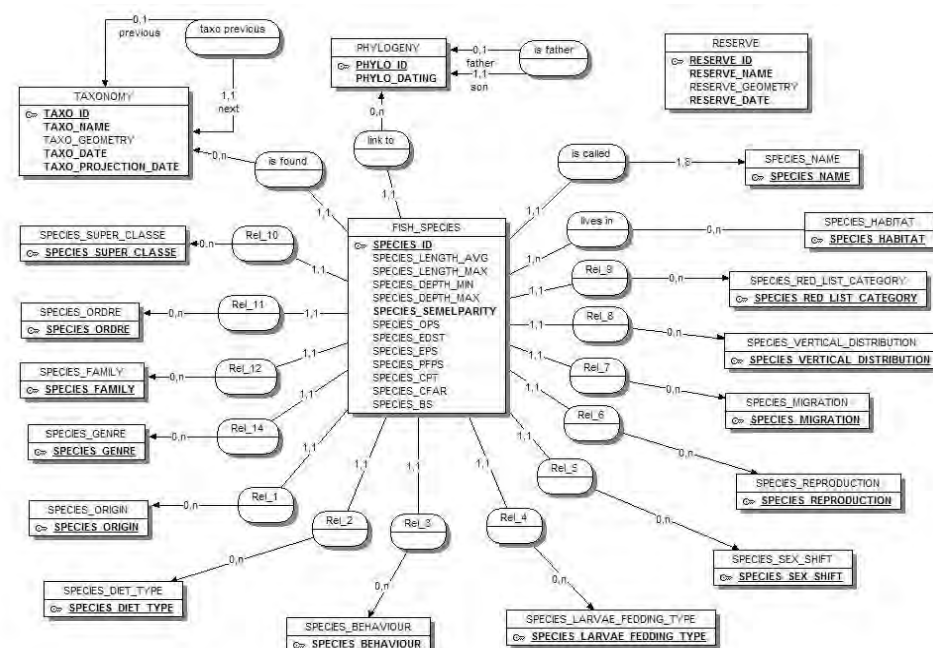 0,1
previous
taxo previous
1,1
next
TAXONOMY
TAXO_ID
TAXO_NAME
TAXO_GEOMETRY
TAXO_DATE
TAXO_PROJECTION_DATE
0,n
is found
1,1
PHYLOGENY
PHYLO_ID
PHYLO_DATING
0,1
father
1,1
son
is father
0,n
link to
1,1
RESERVE
RESERVE_ID
RESERVE_NAME
RESERVE_GEOMETRY
RESERVE_DATE
is called
1,1
SPECIES_NAME
SPECIES_NAME
lives in
1,n
0,n
SPECIES_HABITAT
SPECIES_HABITAT
FISH_SPECIES
SPECIES_ID
SPECIES_LENGTH_AVG
SPECIES_LENGTH_MAX
SPECIES_DEPTH_MIN
SPECIES_DEPTH_MAX
SPECIES_SEMELPARITY
SPECIES_OPS
SPECIES_EDST
SPECIES_EPS
SPECIES_PFPS
SPECIES_CPT
SPECIES_CFAR
SPECIES_BS
SPECIES_SUPER_CLASSE
SPECIES_SUPER_CLASSE
0,n
Rel_10
1,1
SPECIES_ORDRE
SPECIES_ORDRE
0,n
Rel_11
1,1
SPECIES_FAMILY
SPECIES_FAMILY
0,n
Rel_12
1,1
SPECIES_GENRE
SPECIES_GENRE
0,n
Rel_14
1,1
SPECIES_ORIGIN
SPECIES_ORIGIN
0,n
Rel_1
1,1
SPECIES_DIET_TYPE
SPECIES_DIET_TYPE
0,n
Rel_2
1,1
SPECIES_BEHAVIOUR
SPECIES_BEHAVIOUR
0,n
Rel_3
1,1
SPECIES_LARVAE_FEDDING_TYPE
SPECIES_LARVAE_FEDDING_TYPE
0,n
Rel_4
1,1
SPECIES_SEX_SHIFT
SPECIES_SEX_SHIFT
0,n
Rel_5
1,1
SPECIES_REPRODUCTION
SPECIES_REPRODUCTION
0,n
Rel_6
1,1
SPECIES_MIGRATION
SPECIES_MIGRATION
0,n
Rel_7
1,1
SPECIES_VERTICAL_DISTRIBUTION
SPECIES_VERTICAL_DISTRIBUTION
0,n
Rel_8
1,1
SPECIES_RED_LIST_CATEGORY
SPECIES_RED_LIST_CATEGORY
0,n
Rel_9
1,1